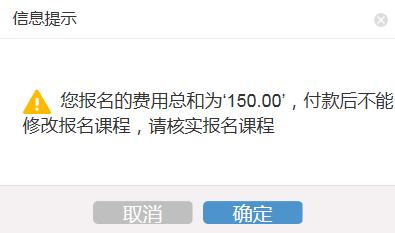 信息提示
您报名的费用总和为‘150.00’，付款后不能
修改报名课程，请核实报名课程
取消
确定